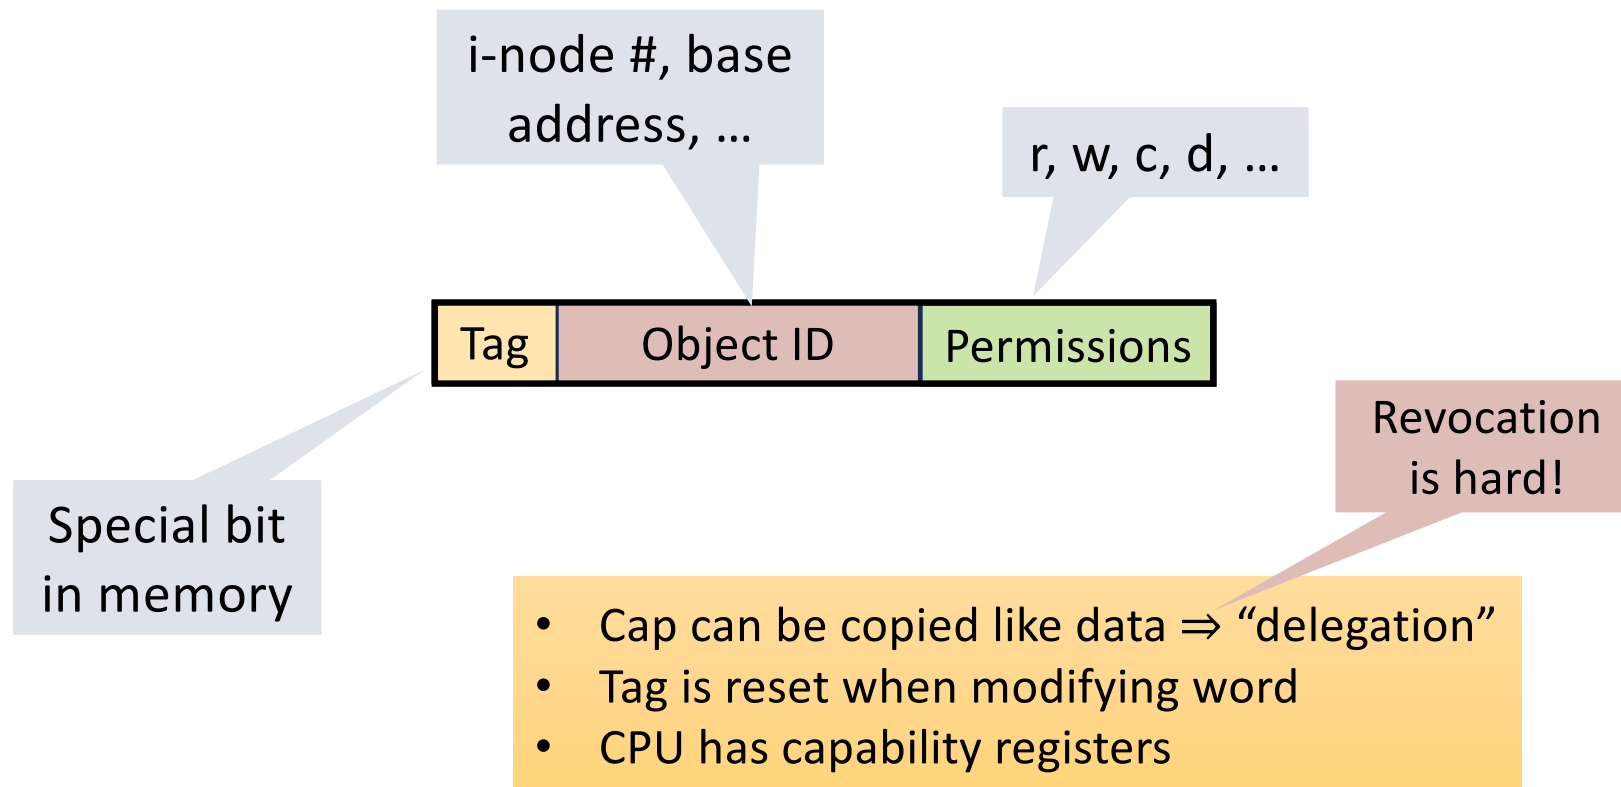 i-node #, base
address, …
r, w, c, d, …
Tag
Object ID
Permissions
Revocation
is hard!
Special bit
in memory
• Cap can be copied like data ⇒ “delegation”
• Tag is reset when modifying word
• CPU has capability registers